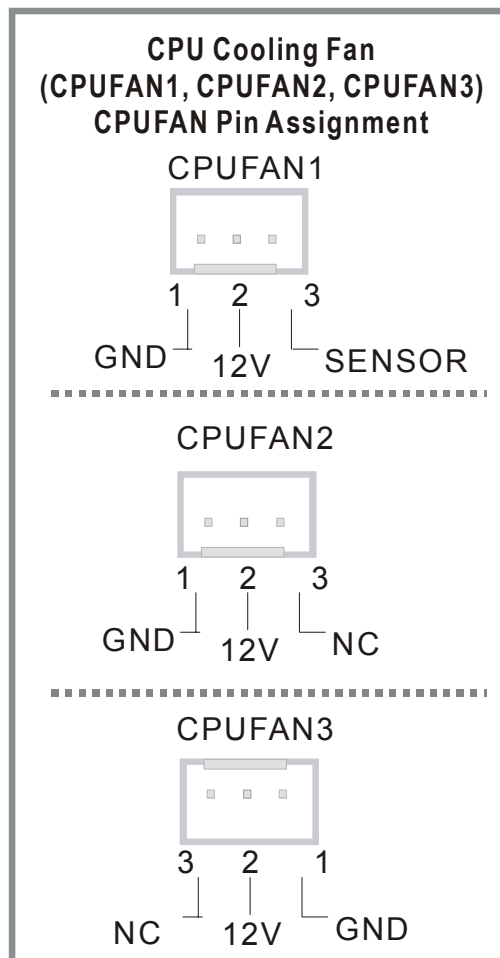 CPU Cooling Fan
(CPUFAN1, CPUFAN2, CPUFAN3)
CPUFAN Pin Assignment
CPUFAN1
1 2 3
GND 12V SENSOR
CPUFAN2
1 2 3
GND 12V NC
CPUFAN3
3 2 1
NC 12V GND